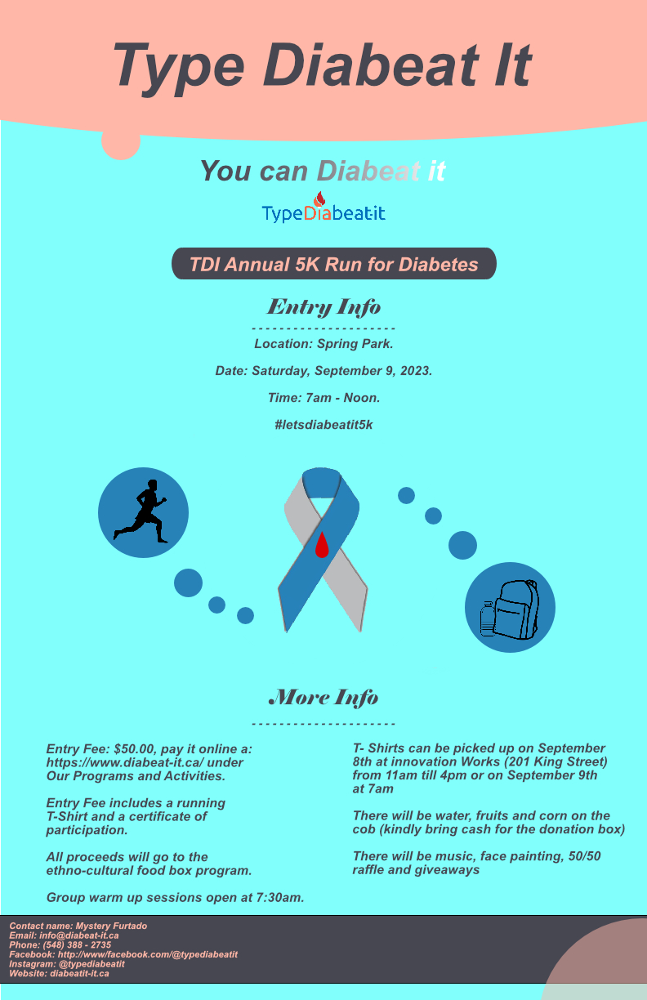 Type Diabeat It
You can Diabeat it
TypeDiabeat-it
TDI Annual 5K Run for Diabetes
Entry Info
- - - - - - - - - - - - - - - - - - - - -
Location: Spring Park.
Date: Saturday, September 9, 2023.
Time: 7am - Noon.
#letsdiabeatit5k
More Info
- - - - - - - - - - - - - - - - - - - - -
Entry Fee: $50.00, pay it online a:
https://www.diabeat-it.ca/ under
Our Programs and Activities.
Entry Fee includes a running
T-Shirt and a certificate of
participation.
All proceeds will go to the
ethno-cultural food box program.
Group warm up sessions open at 7:30am.
T- Shirts can be picked up on September
8th at innovation Works (201 King Street)
from 11am till 4pm or on September 9th
at 7am
There will be water, fruits and corn on the
cob (kindly bring cash for the donation box)
There will be music, face painting, 50/50
raffle and giveaways
Contact name: Mystery Furtado
Email: info@diabeat-it.ca
Phone: (548) 388 - 2735
Facebook: http://www/facebook.com/@typediabeatit
Instagram: @typediabeatit
Website: diabeatit-it.ca